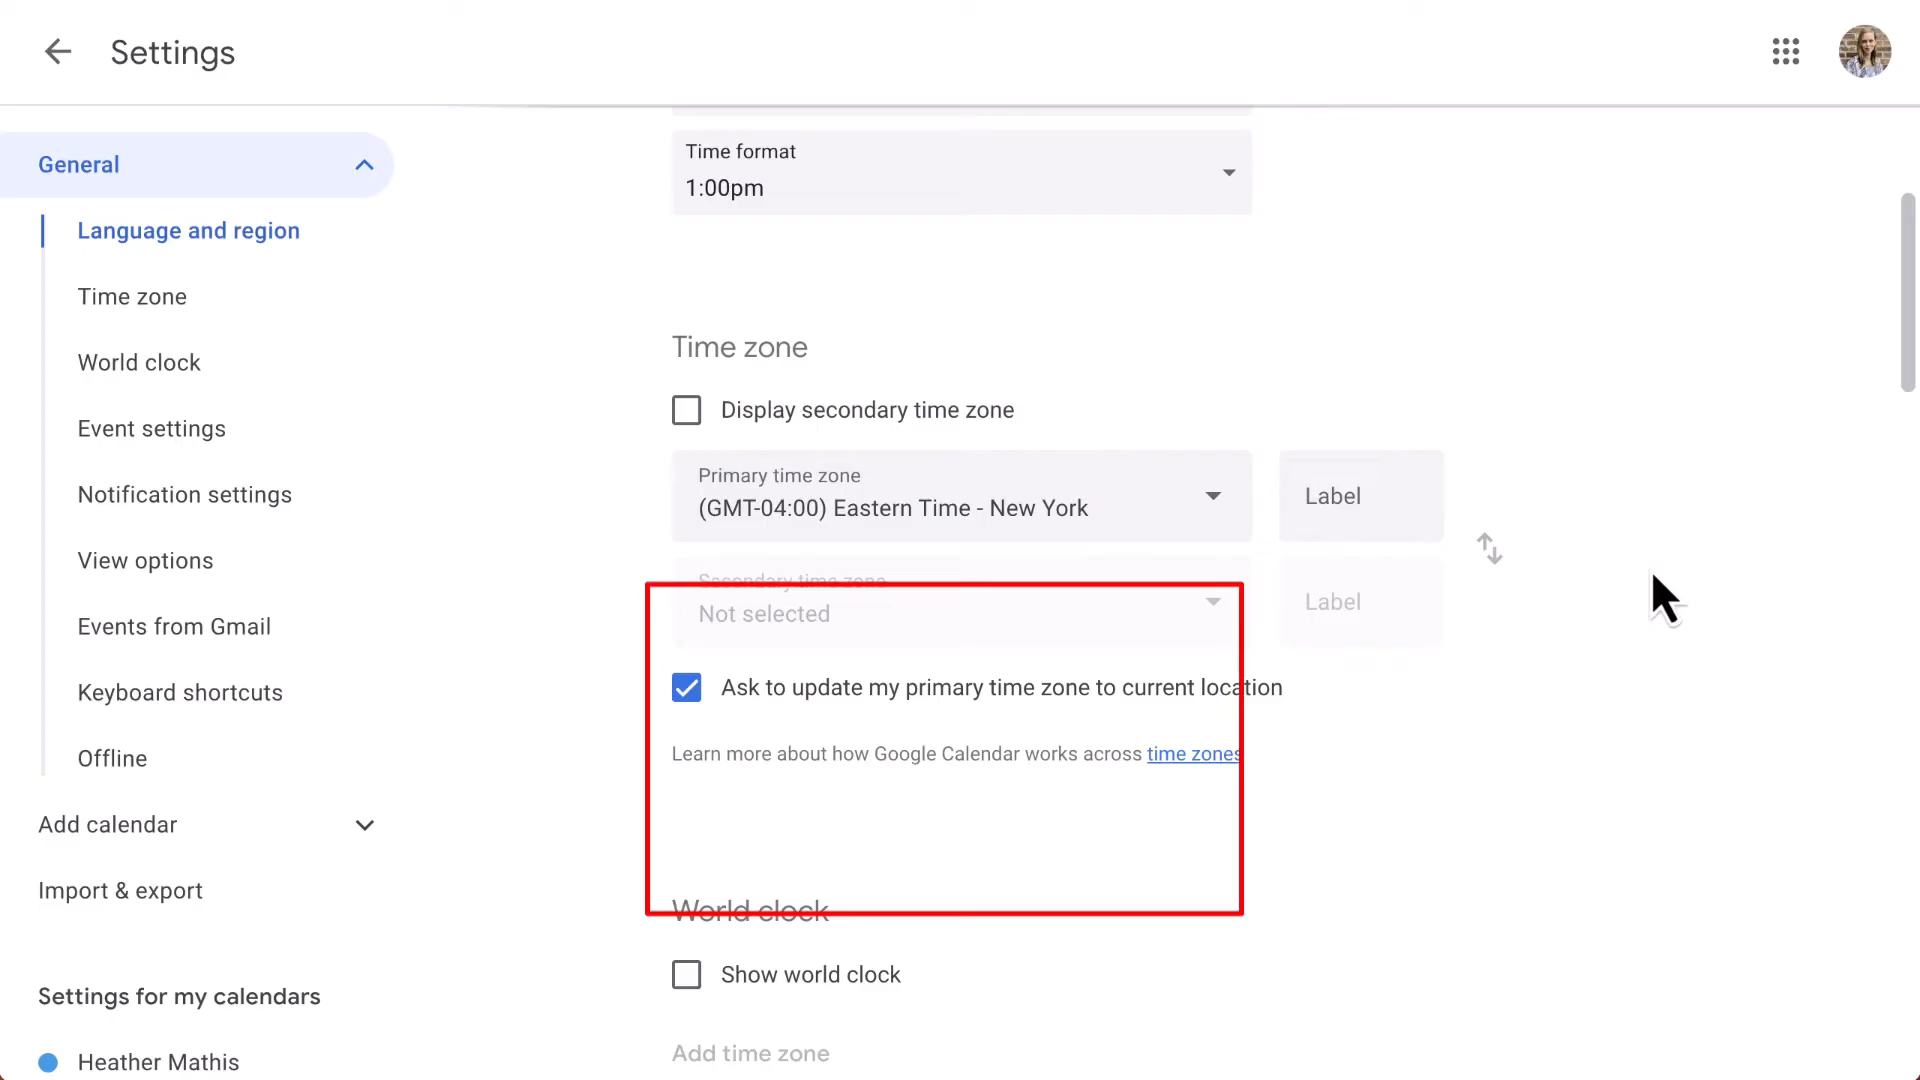 Settings
General
Language and region
Time zone
World clock
Event settings
Notification settings
View options
Events from Gmail
Keyboard shortcuts
Offline
Add calendar
Import & export
Settings for my calendars
Heather Mathis
Time format
1:00pm
Time zone
Display secondary time zone
Primary time zone
(GMT-04:00) Eastern Time - New York
Label
Secondary time zone
Not selected
Label
Ask to update my primary time zone to current location
Learn more about how Google Calendar works across time zones
World clock
Show world clock
Add time zone